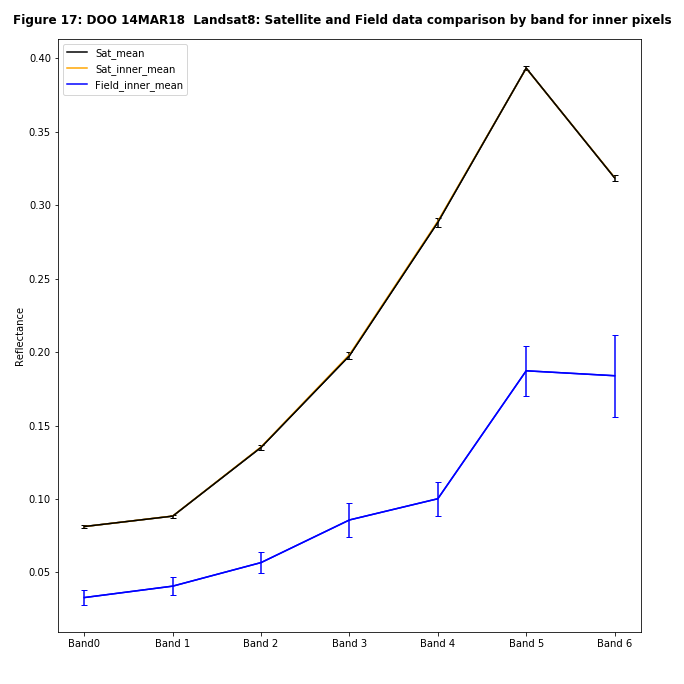 Figure 17: DOO 14MAR18  Landsat8: Satellite and Field data comparison by band for inner pixels
Sat_mean
Sat_inner_mean
Field_inner_mean
0.40
0.35
0.30
0.25
0.20
0.15
0.10
0.05
Reflectance
Band0 Band 1 Band 2 Band 3 Band 4 Band 5 Band 6